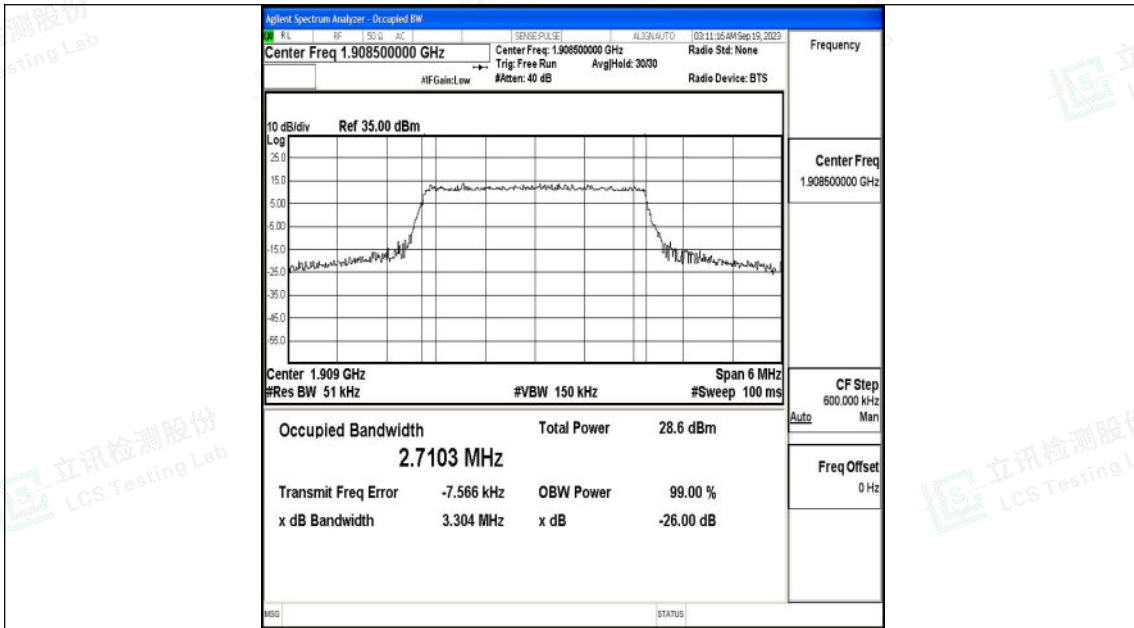 Agilent Spectrum Analyzer - Occupied BW
RL RF 50 Ω AC SENSE:PULSE ALIGN AUTO 03:11:16 AM Sep 19, 2023
Center Freq 1.908500000 GHz
Center Freq: 1.908500000 GHz
Radio Std: None
Trig: Free Run Avg|Hold: 30/30
#IFGain:Low
#Atten: 40 dB
Radio Device: BTS
10 dB/div Ref 35.00 dBm
Log
25.0
15.0
5.00
-5.00
-15.0
-25.0
-35.0
-45.0
-55.0
Center 1.909 GHz Span 6 MHz
#Res BW 51 kHz #VBW 150 kHz #Sweep 100 ms
Occupied Bandwidth Total Power 28.6 dBm
2.7103 MHz
Transmit Freq Error -7.566 kHz OBW Power 99.00 %
x dB Bandwidth 3.304 MHz x dB -26.00 dB
MSG STATUS
Frequency
Center Freq
1.908500000 GHz
CF Step
600.000 kHz
Auto Man
Freq Offset
0 Hz
测股份
sting Lab
立讯检测股份
LCS Testing Lab
立讯检测股份
LCS Testing L